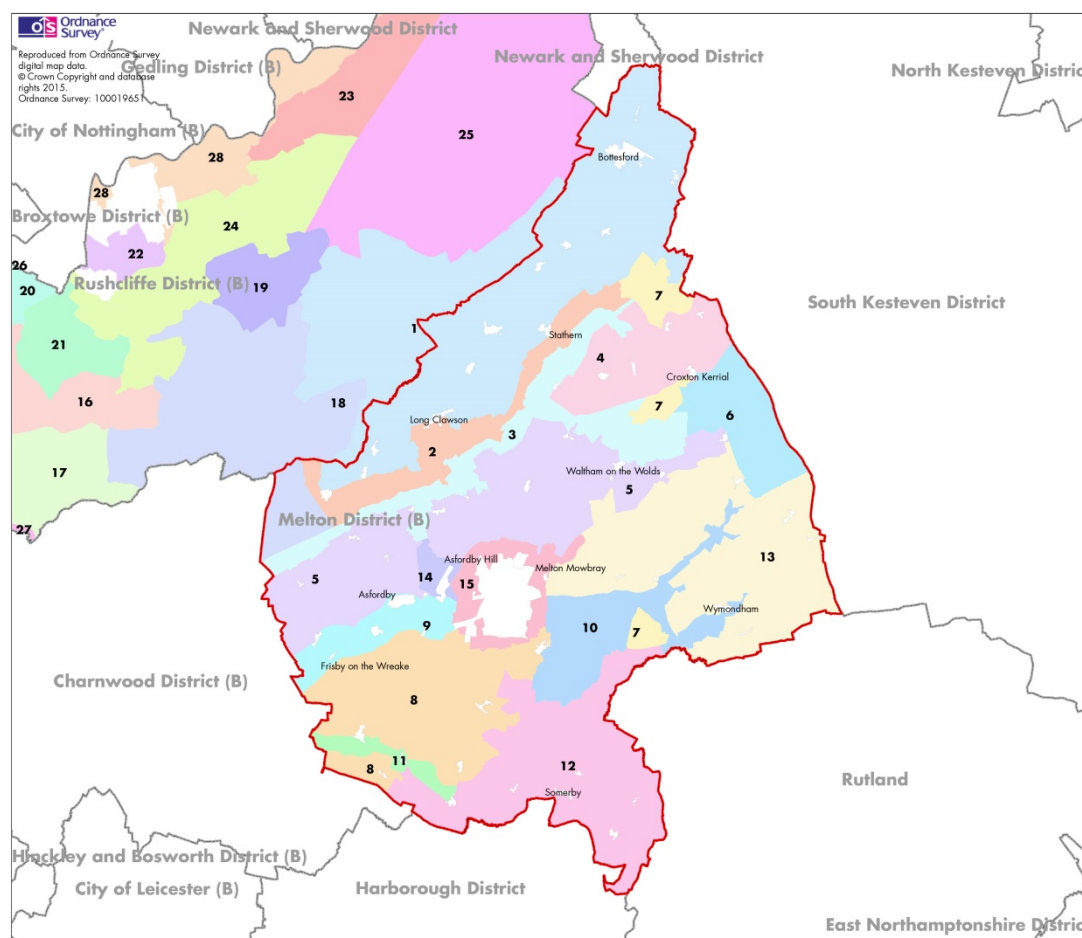 OS Ordnance
Survey®
Reproduced from Ordnance Survey
digital map data.
© Crown Copyright and database
rights 2015.
Ordnance Survey: 100019651
Newark and Sherwood District
Newark and Sherwood District
Gedling District (B)
North Kesteven District
23
City of Nottingham (B)
25
28
Bottesford
28
Broxtowe District (B)
24
22
26
Rushcliffe District (B)
19
20
7
South Kesteven District
1
Stathern
21
4
Croxton Kerrial
16
18
7
6
Long Clawson
3
2
17
Waltham on the Wolds
5
Melton District (B)
27
Asfordby Hill
13
Melton Mowbray
5
14
15
Asfordby
Wymondham
9
10
7
Frisby on the Wreake
Charnwood District (B)
8
11
12
8
Rutland
Somerby
Hinckley and Bosworth District (B)
City of Leicester (B)
Harborough District
East Northamptonshire District